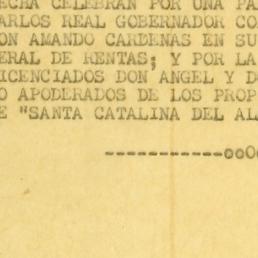 ECHA CELEBRAN POR UNA PA
ARLOS REAL GOBERNADOR CO
ON AMANDO CARDENAS EN SU
ERAL DE RENTAS; Y POR LA
ICENCIADOS DON ANGEL Y D
O APODERADOS DE LOS PROP
E "SANTA CATALINA DEL AL
-----------ooO